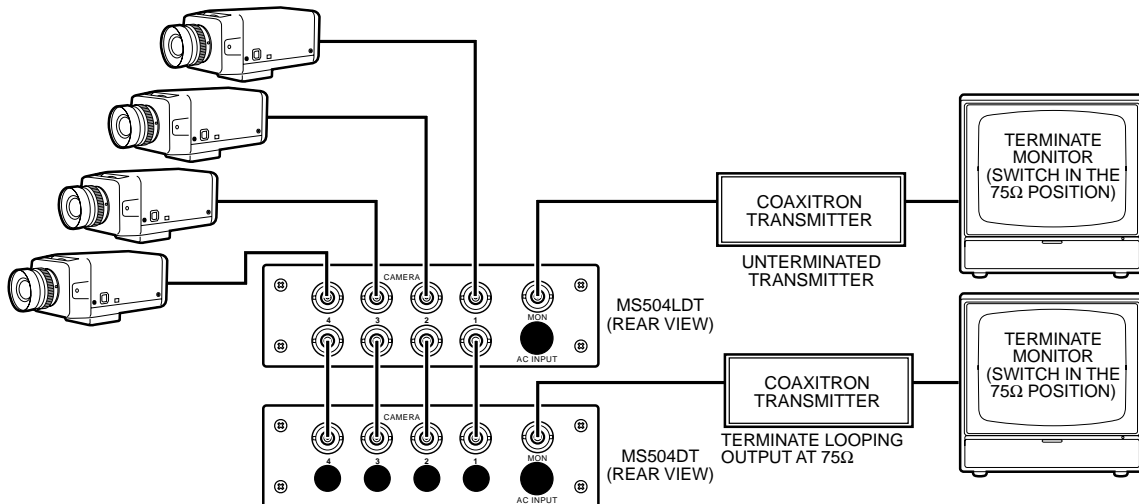 TERMINATE
MONITOR
(SWITCH IN THE
75Ω POSITION)
COAXITRON
TRANSMITTER
UNTERMINATED
TRANSMITTER
CAMERA
4 3 2 1
MON
AC INPUT
MS504LDT
(REAR VIEW)
TERMINATE
MONITOR
(SWITCH IN THE
75Ω POSITION)
COAXITRON
TRANSMITTER
TERMINATE LOOPING
OUTPUT AT 75Ω
CAMERA
4 3 2 1
MON
AC INPUT
MS504DT
(REAR VIEW)